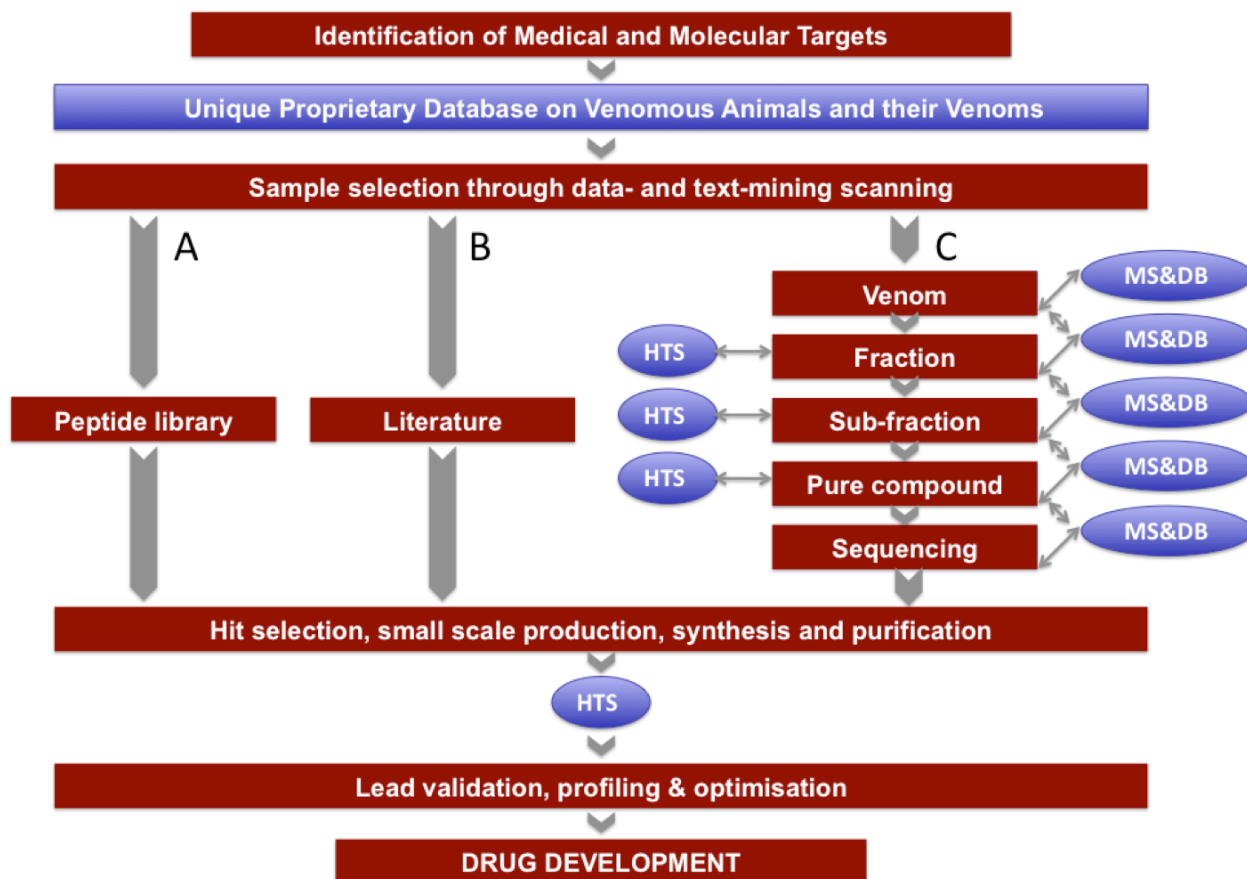 Identification of Medical and Molecular Targets
Unique Proprietary Database on Venomous Animals and their Venoms
Sample selection through data- and text-mining scanning
A
B
C
MS&DB
Venom
MS&DB
HTS
Fraction
MS&DB
HTS
Sub-fraction
Peptide library
Literature
MS&DB
HTS
Pure compound
MS&DB
Sequencing
Hit selection, small scale production, synthesis and purification
HTS
Lead validation, profiling & optimisation
DRUG DEVELOPMENT